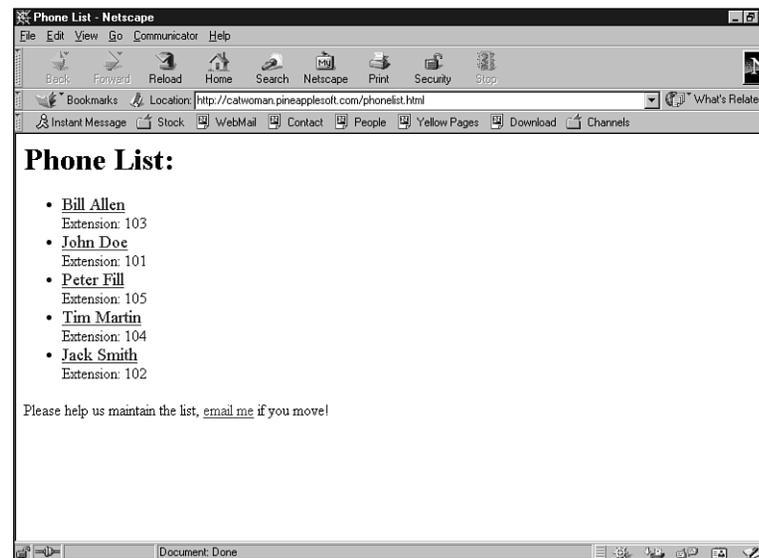 Phone List - Netscape
File Edit View Go Communicator Help
Back Forward Reload Home Search Netscape Print Security Stop
Bookmarks Location: http://catwoman.pineapplesoft.com/phonelist.html What's Relate
Instant Message Stock WebMail Contact People Yellow Pages Download Channels
Phone List:
• Bill Allen
Extension: 103
• John Doe
Extension: 101
• Peter Fill
Extension: 105
• Tim Martin
Extension: 104
• Jack Smith
Extension: 102
Please help us maintain the list, email me if you move!
Document: Done